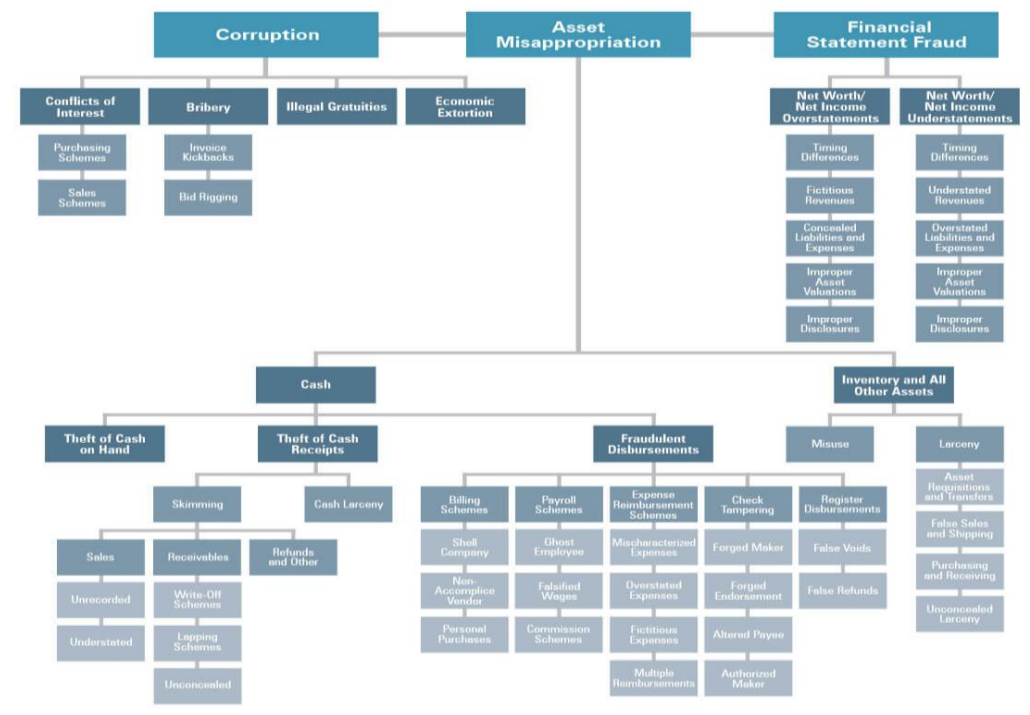 Corruption
Asset
Misappropriation
Financial
Statement Fraud
Conflicts of
Interest
Bribery
Illegal Gratuities
Economic
Extortion
Net Worth/
Net Income
Overstatements
Net Worth/
Net Income
Understatements
Purchasing
Schemes
Sales
Schemes
Invoice
Kickbacks
Bid Rigging
Timing
Differences
Fictitious
Revenues
Concealed
Liabilities and
Expenses
Improper
Asset
Valuations
Improper
Disclosures
Timing
Differences
Understated
Revenues
Overstated
Liabilities and
Expenses
Improper
Asset
Valuations
Improper
Disclosures
Cash
Inventory and All
Other Assets
Theft of Cash
on Hand
Theft of Cash
Receipts
Fraudulent
Disbursements
Misuse
Larceny
Asset
Requisitions
and Transfers
False Sales
and Shipping
Purchasing
and Receiving
Unconcealed
Larceny
Skimming
Cash Larceny
Sales
Unrecorded
Understated
Receivables
Write-Off
Schemes
Lapping
Schemes
Unconcealed
Refunds
and Other
Billing
Schemes
Shell
Company
Non-
Accomplice
Vendor
Personal
Purchases
Payroll
Schemes
Ghost
Employee
Falsified
Wages
Commission
Schemes
Expense
Reimbursement
Schemes
Mischaracterized
Expenses
Overstated
Expenses
Fictitious
Expenses
Multiple
Reimbursements
Check
Tampering
Forged Maker
Forged
Endorsement
Altered Payee
Authorized
Maker
Register
Disbursements
False Voids
False Refunds